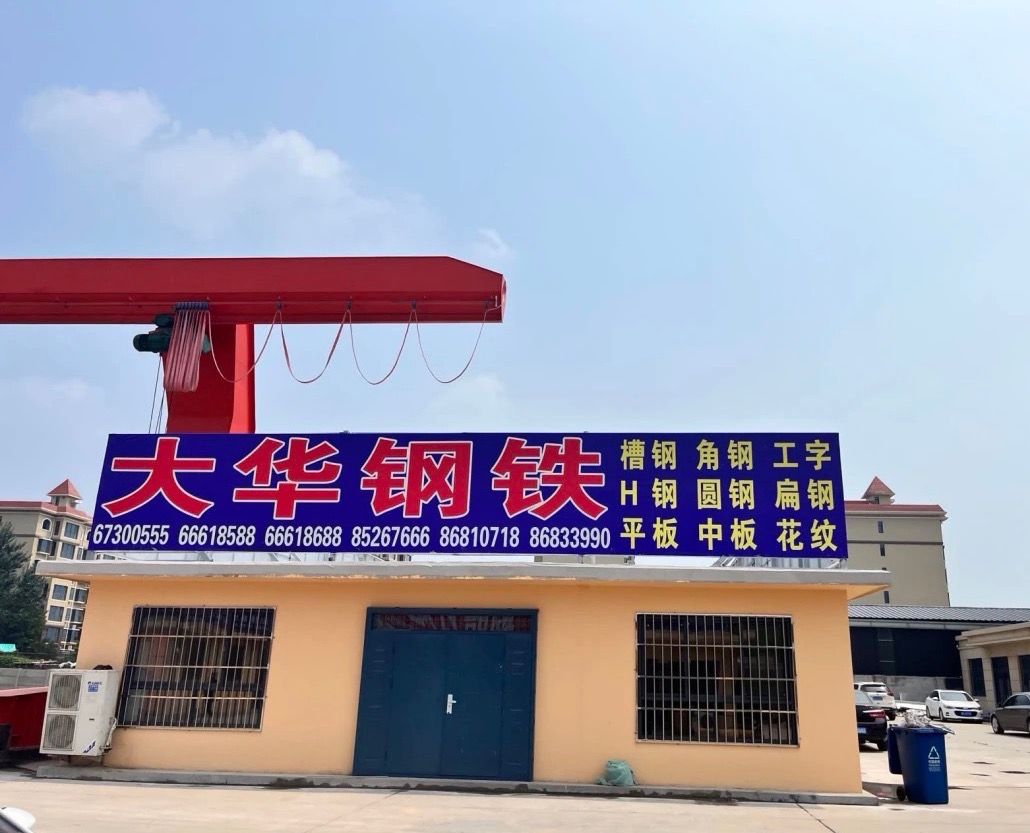 大华钢铁
67300555 66618588 66618688 85267666 86810718 86833990
槽钢 角钢 工字
H钢 圆钢 扁钢
平板 中板 花纹